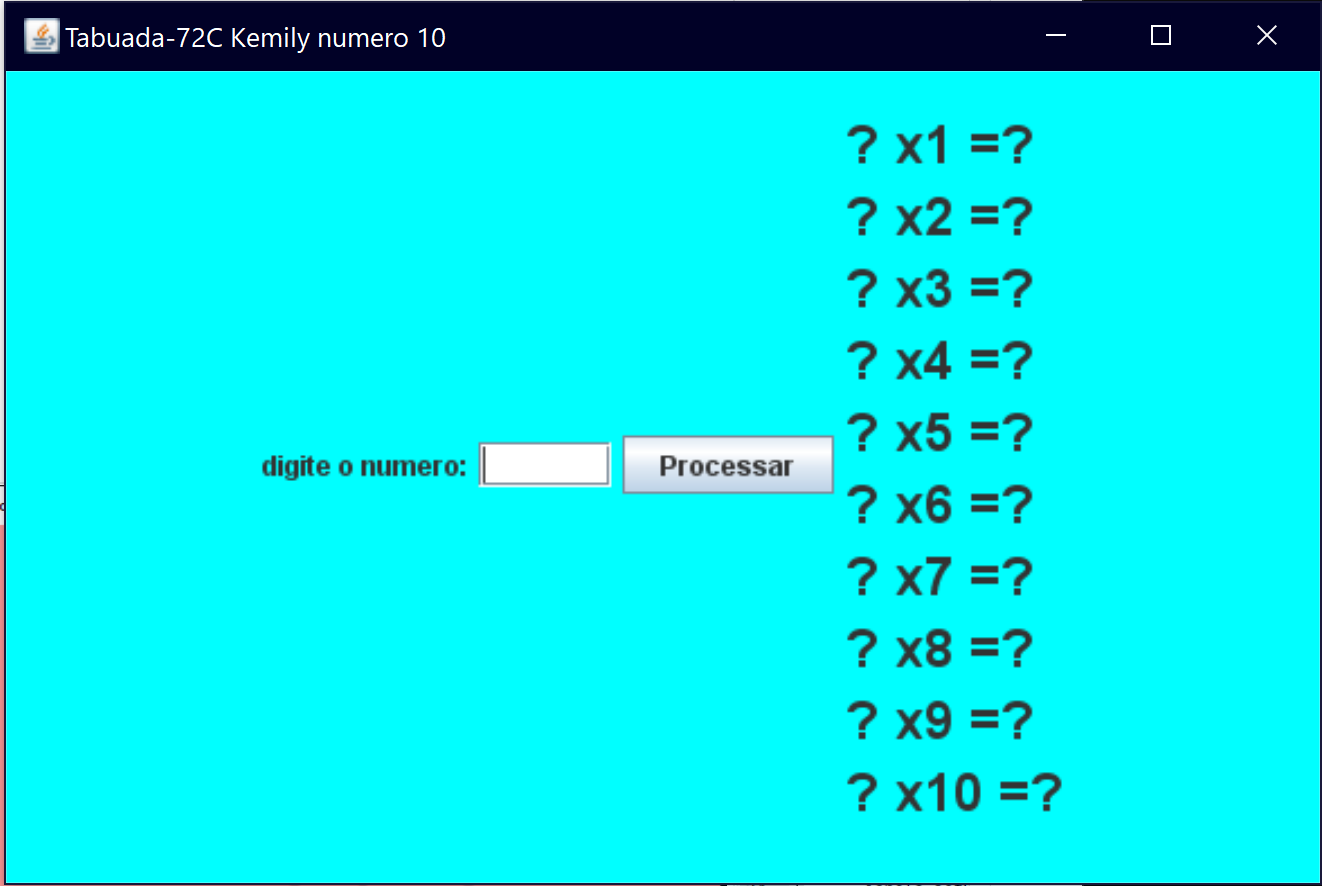 Tabuada-72C Kemily numero 10
digite o numero:
Processar
? x1 =?
? x2 =?
? x3 =?
? x4 =?
? x5 =?
? x6 =?
? x7 =?
? x8 =?
? x9 =?
? x10 =?